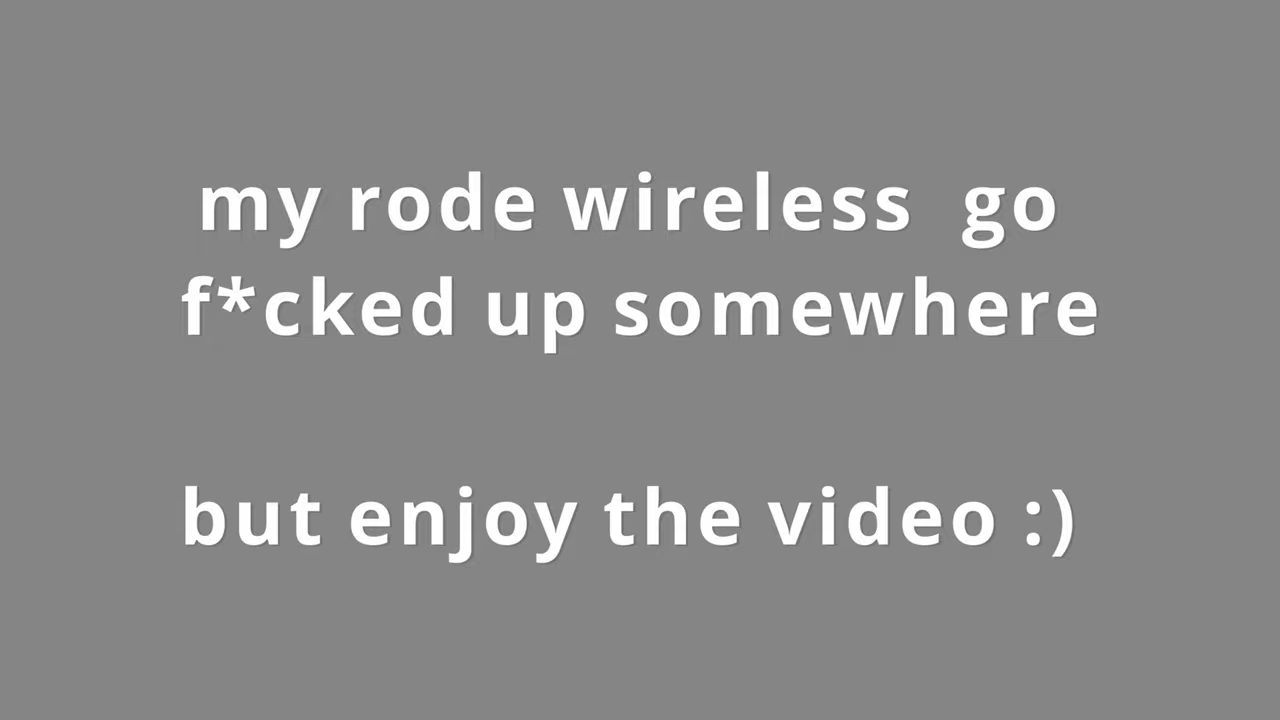 my rode wireless  go
f*cked up somewhere
but enjoy the video :)